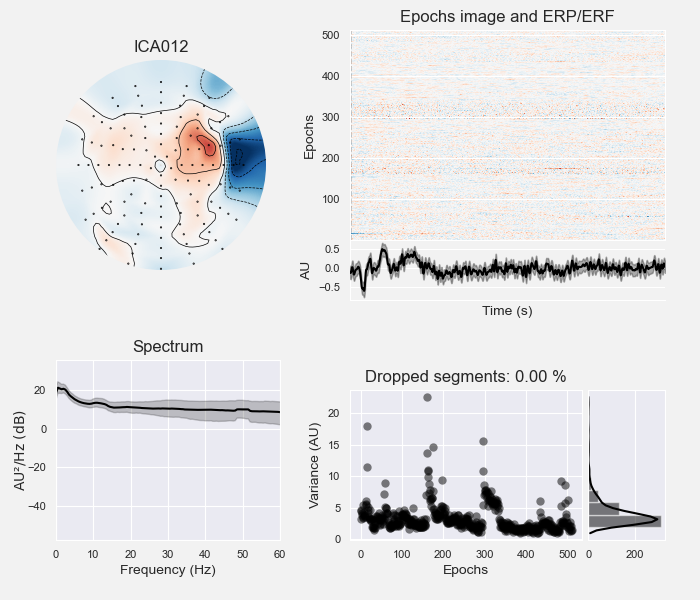 ICA012
Epochs image and ERP/ERF
Epochs
500
400
300
200
100
AU
0.5
0.0
−0.5
Time (s)
Spectrum
AU²/Hz (dB)
20
0
−20
−40
0 10 20 30 40 50 60
Frequency (Hz)
Dropped segments: 0.00 %
Variance (AU)
20
15
10
5
0
0 100 200 300 400 500
Epochs
0 200